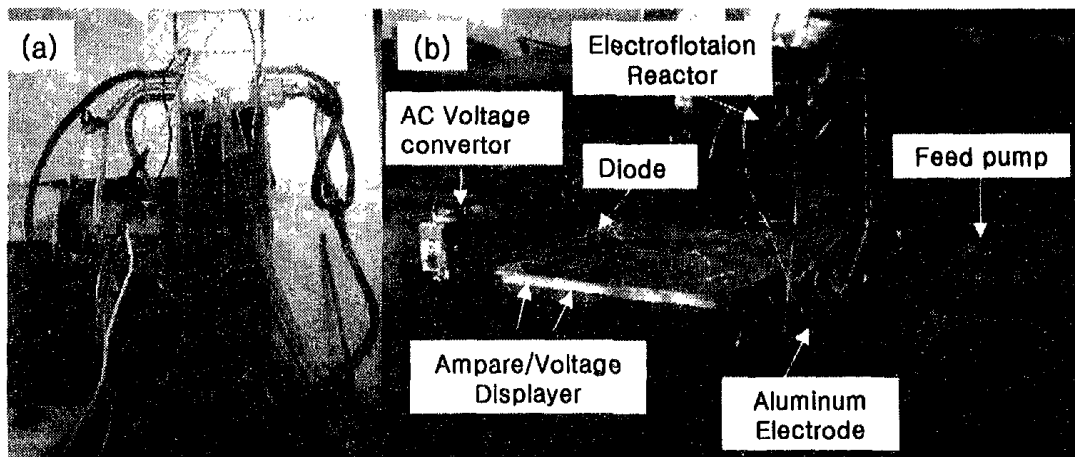 (a)
(b)
Electroflotaion
Reactor
AC Voltage
convertor
Diode
Feed pump
Ampare/Voltage
Displayer
Aluminum
Electrode